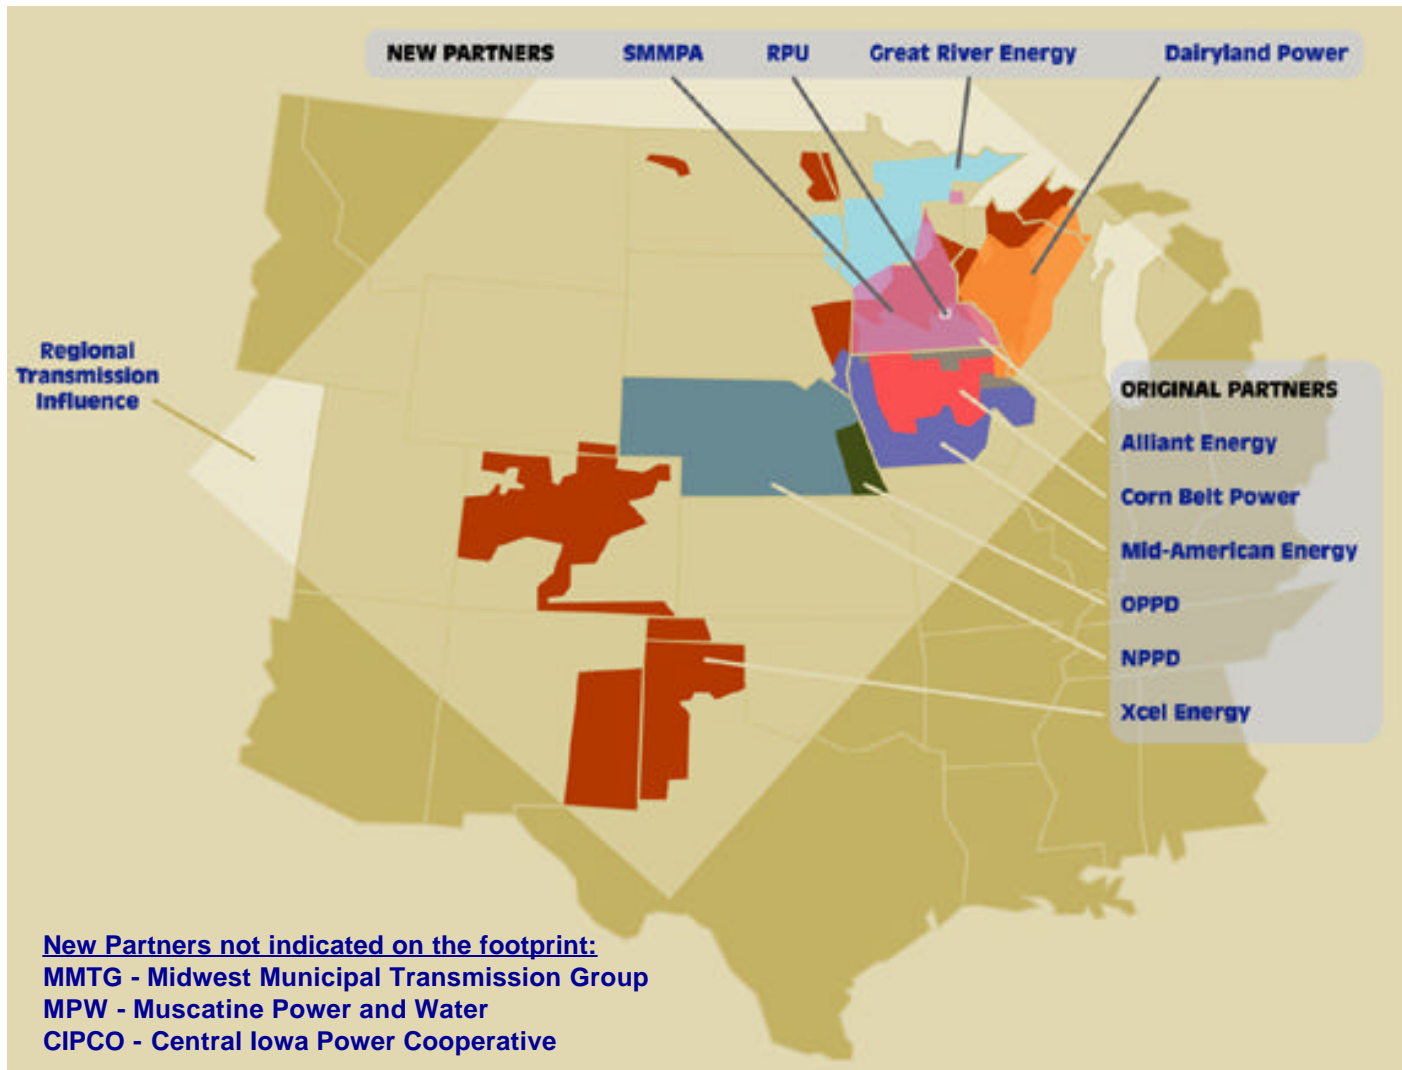 NEW PARTNERS SMMPA RPU Great River Energy Dairyland Power
Regional
Transmission
Influence
ORIGINAL PARTNERS
Alliant Energy
Corn Belt Power
Mid-American Energy
OPPD
NPPD
Xcel Energy
New Partners not indicated on the footprint:
MMTG - Midwest Municipal Transmission Group
MPW - Muscatine Power and Water
CIPCO - Central Iowa Power Cooperative